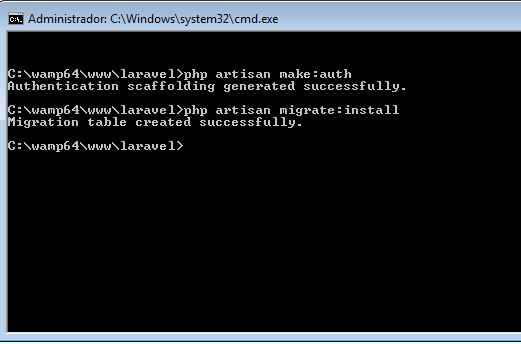 Administrador: C:\Windows\system32\cmd.exe
C:\wamp64\www\laravel>php artisan make:auth
Authentication scaffolding generated successfully.
C:\wamp64\www\laravel>php artisan migrate:install
Migration table created successfully.
C:\wamp64\www\laravel>